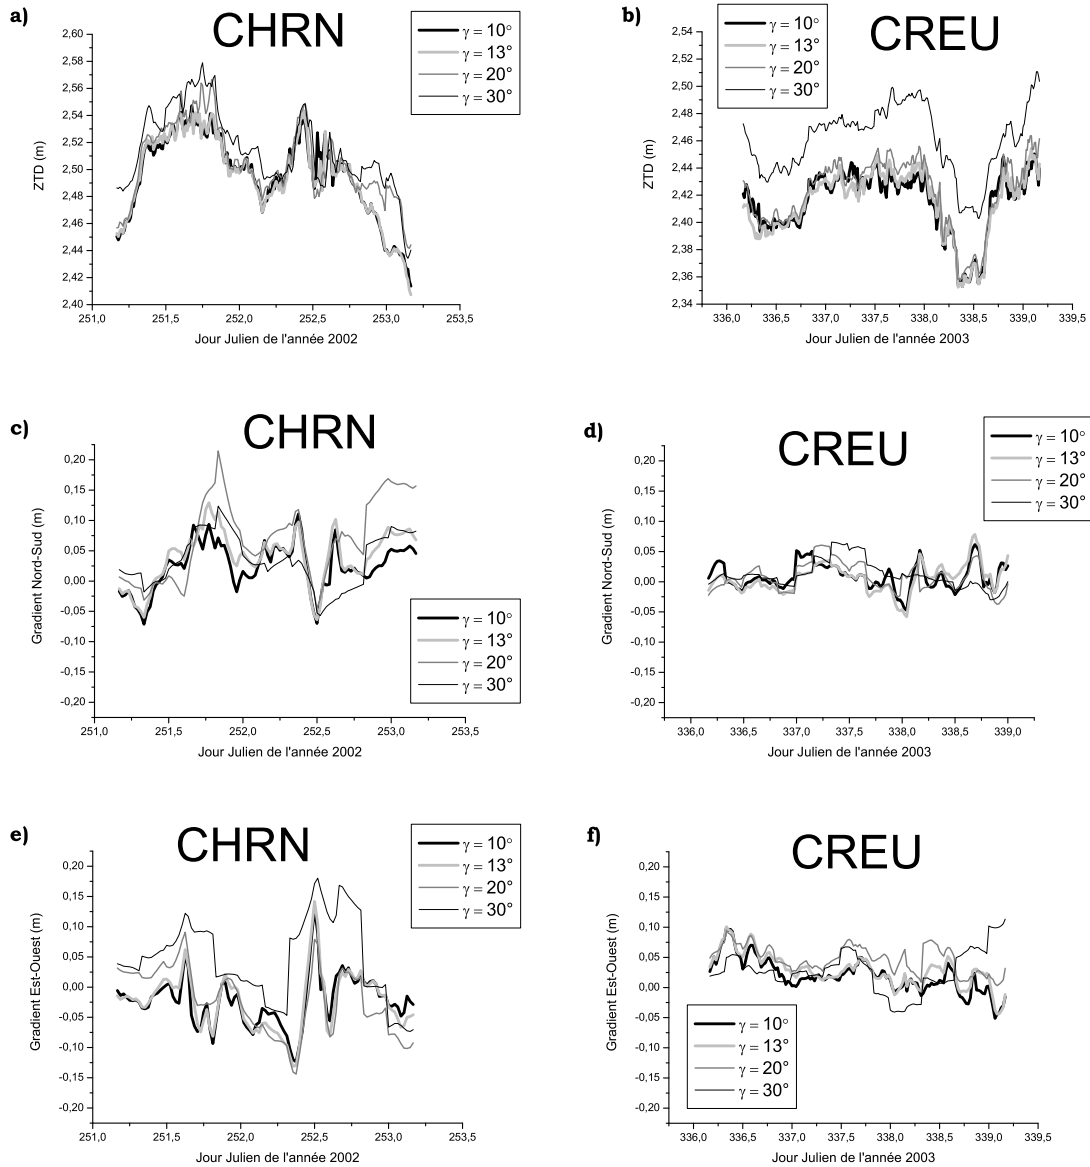 a)
CHRN
γ = 10°
γ = 13°
γ = 20°
γ = 30°
2,60
2,58
2,56
2,54
2,52
2,50
2,48
2,46
2,44
2,42
2,40
ZTD (m)
251,0 251,5 252,0 252,5 253,0 253,5
Jour Julien de l'année 2002
b)
CREU
γ = 10°
γ = 13°
γ = 20°
γ = 30°
2,54
2,52
2,50
2,48
2,46
2,44
2,42
2,40
2,38
2,36
2,34
ZTD (m)
336,0 336,5 337,0 337,5 338,0 338,5 339,0 339,5
Jour Julien de l'année 2003
c)
CHRN
0,20
0,15
0,10
0,05
0,00
-0,05
-0,10
-0,15
-0,20
Gradient Nord-Sud (m)
γ = 10°
γ = 13°
γ = 20°
γ = 30°
251,0 251,5 252,0 252,5 253,0 253,5
Jour Julien de l'année 2002
d)
CREU
γ = 10°
γ = 13°
γ = 20°
γ = 30°
0,20
0,15
0,10
0,05
0,00
-0,05
-0,10
-0,15
-0,20
Gradient Nord-Sud (m)
336,0 336,5 337,0 337,5 338,0 338,5 339,0
Jour Julien de l'année 2003
e)
CHRN
γ = 10°
γ = 13°
γ = 20°
γ = 30°
0,20
0,15
0,10
0,05
0,00
-0,05
-0,10
-0,15
-0,20
Gradient Est-Ouest (m)
251,0 251,5 252,0 252,5 253,0 253,5
Jour Julien de l'année 2002
f)
CREU
0,20
0,15
0,10
0,05
0,00
-0,05
-0,10
-0,15
-0,20
Gradient Est-Ouest (m)
γ = 10°
γ = 13°
γ = 20°
γ = 30°
336,0 336,5 337,0 337,5 338,0 338,5 339,0 339,5
Jour Julien de l'année 2003